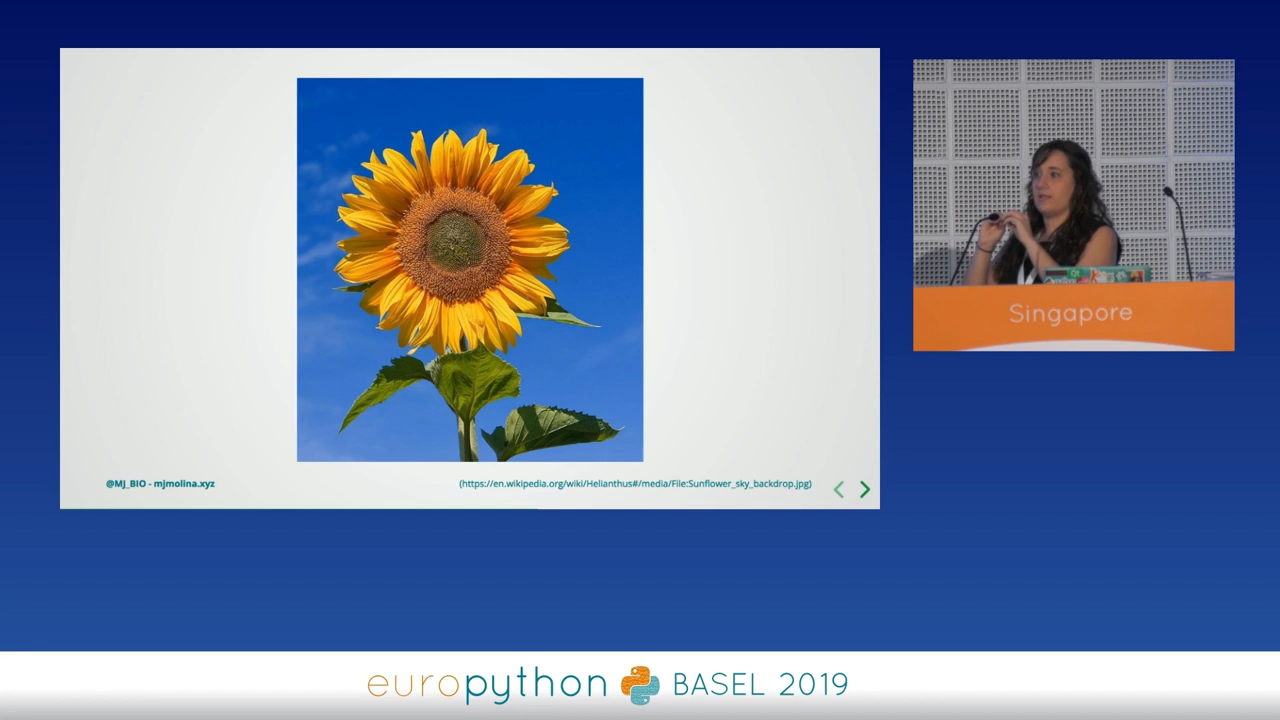 @MJ_BIO - mjmolina.xyz
(https://en.wikipedia.org/wiki/Helianthus#/media/File:Sunflower_sky_backdrop.jpg)
Singapore
europython BASEL 2019